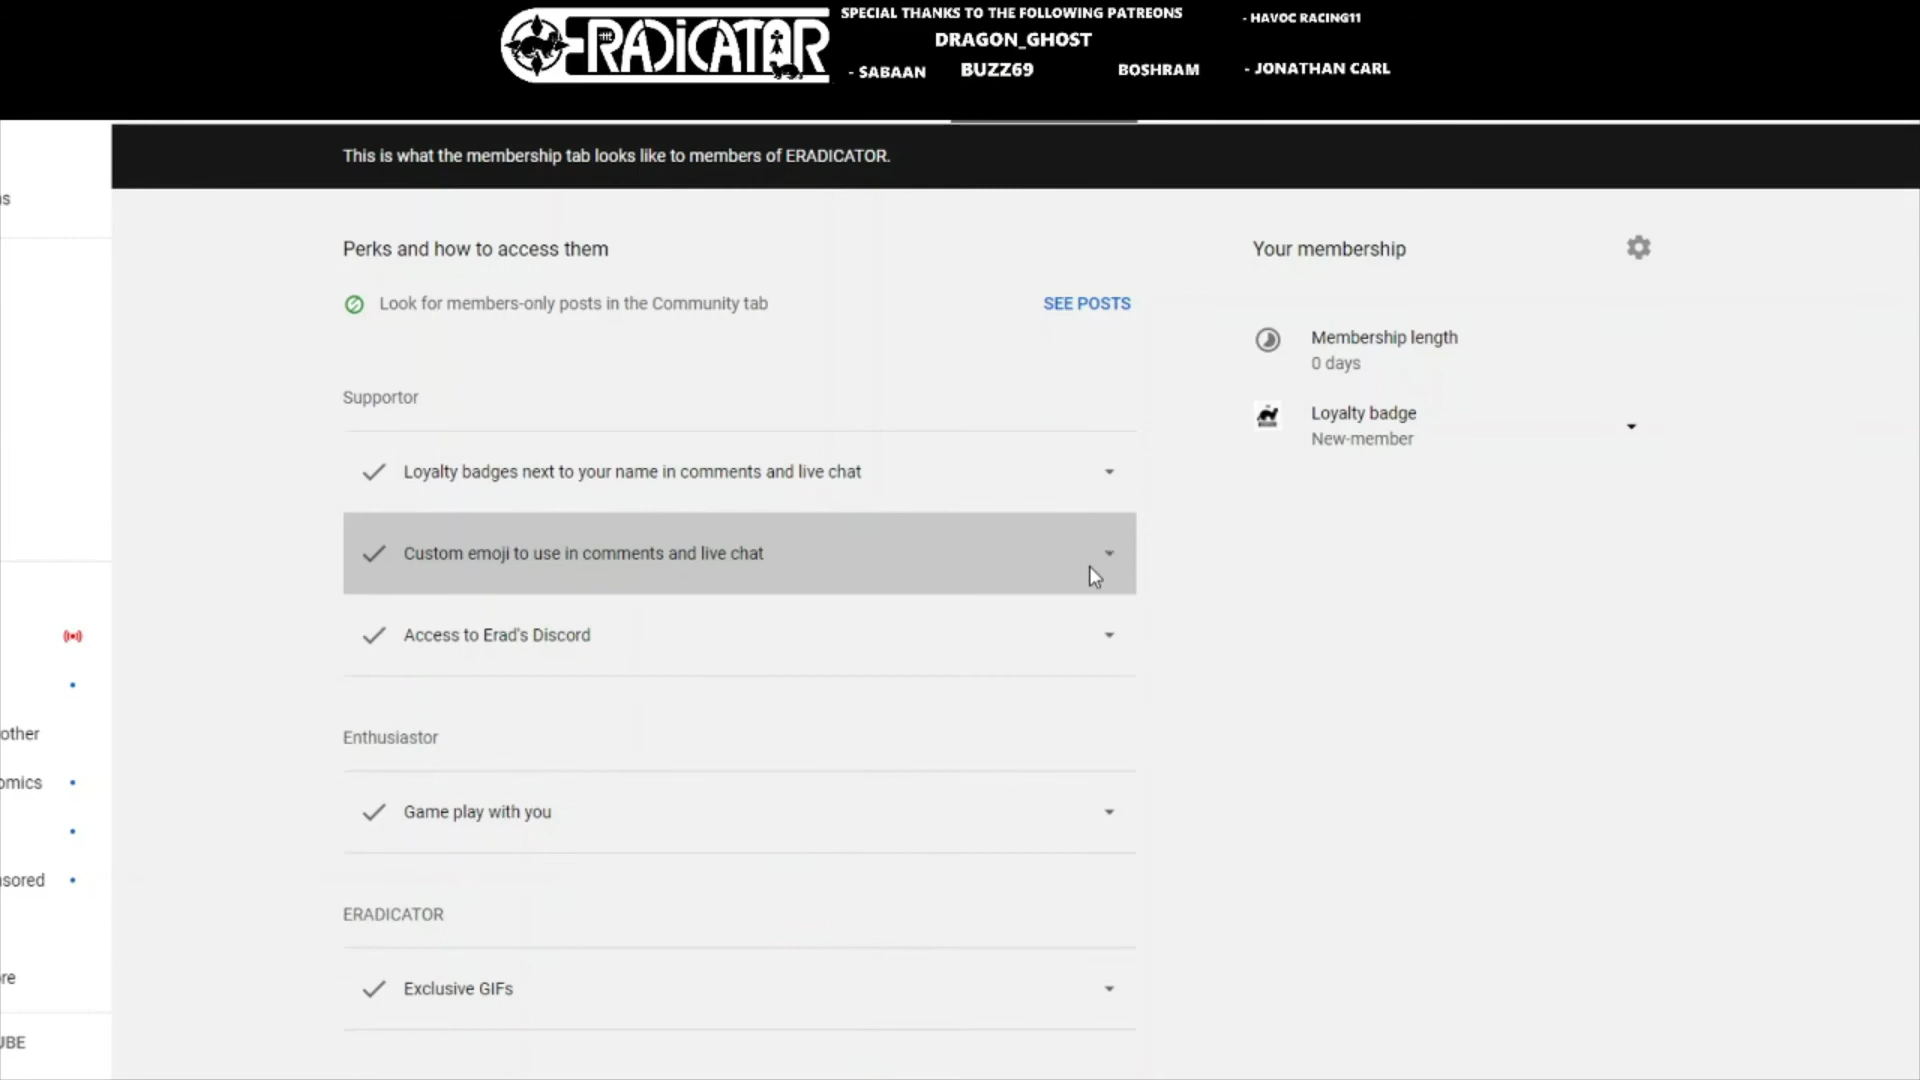 ERADICATOR
SPECIAL THANKS TO THE FOLLOWING PATREONS
- HAVOC RACING11
DRAGON_GHOST
- SABAAN
BUZZ69
BOSHRAM
- JONATHAN CARL
This is what the membership tab looks like to members of ERADICATOR.
Perks and how to access them
Look for members-only posts in the Community tab
SEE POSTS
Supportor
Loyalty badges next to your name in comments and live chat
Custom emoji to use in comments and live chat
Access to Erad's Discord
Enthusiastor
Game play with you
ERADICATOR
Exclusive GIFs
Your membership
Membership length
0 days
Loyalty badge
New-member
s
other
omics
sored
re
UBE